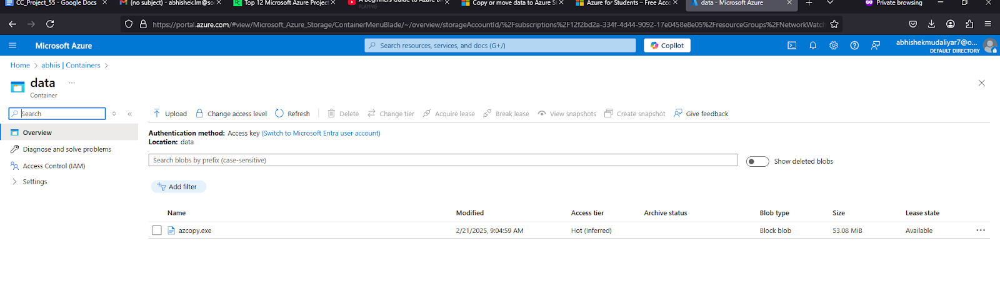 CC_Project_55 - Google Docs
(no subject) - abhishek.lm@so
Top 12 Microsoft Azure Project
A Beginners Guide to Azure Bl
PLAYING
Copy or move data to Azure St
Azure for Students – Free Acco
data - Microsoft Azure
Private browsing
https://portal.azure.com/#view/Microsoft_Azure_Storage/ContainerMenuBlade/~/overview/storageAccountId/%2Fsubscriptions%2F12f2bd2a-334f-4d44-9092-17e0458e8e05%2FresourceGroups%2FNetworkWatch
Microsoft Azure
Search resources, services, and docs (G+/)
Copilot
abhishekmudaliyar7@o...
DEFAULT DIRECTORY
Home > abhiis | Containers >
data ...
Container
Search
Upload Change access level Refresh Delete Change tier Acquire lease Break lease View snapshots Create snapshot Give feedback
Overview
Diagnose and solve problems
Access Control (IAM)
Settings
Authentication method: Access key (Switch to Microsoft Entra user account)
Location: data
Search blobs by prefix (case-sensitive)
Show deleted blobs
Add filter
Name Modified Access tier Archive status Blob type Size Lease state
azcopy.exe 2/21/2025, 9:04:59 AM Hot (Inferred) Block blob 53.08 MiB Available ...